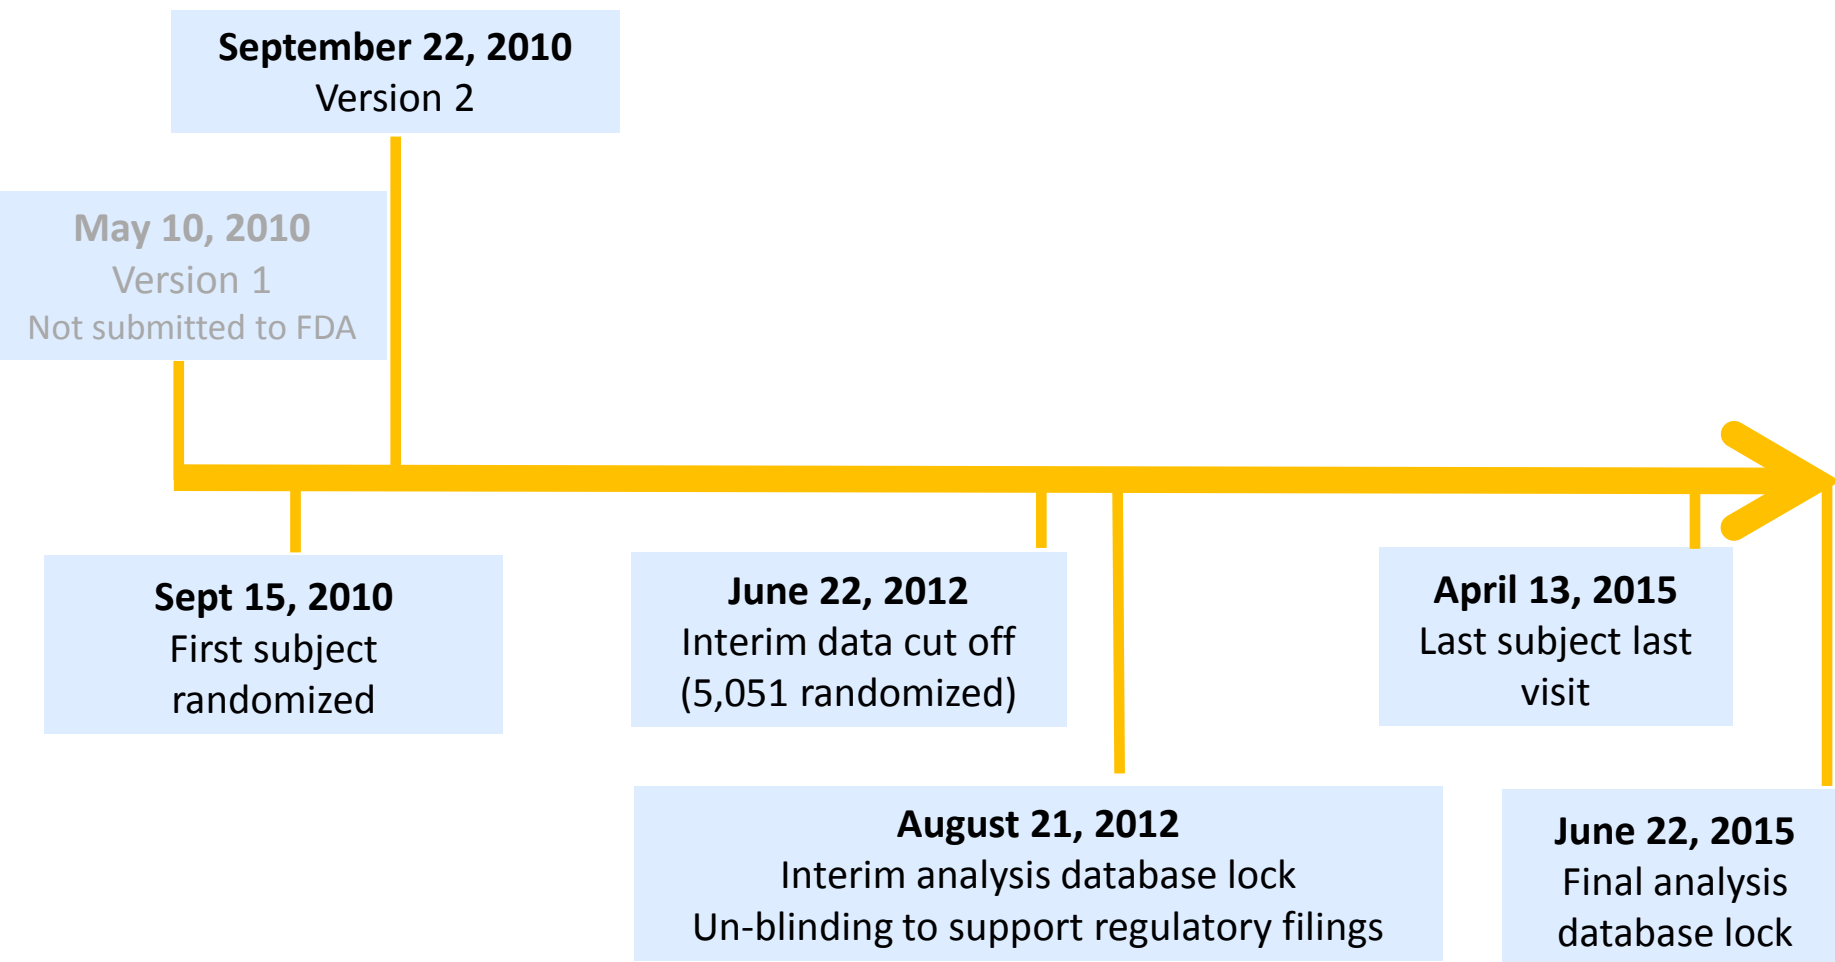 September 22, 2010
Version 2
May 10, 2010
Version 1
Not submitted to FDA
Sept 15, 2010
First subject
randomized
June 22, 2012
Interim data cut off
(5,051 randomized)
April 13, 2015
Last subject last
visit
August 21, 2012
Interim analysis database lock
Un-blinding to support regulatory filings
June 22, 2015
Final analysis
database lock